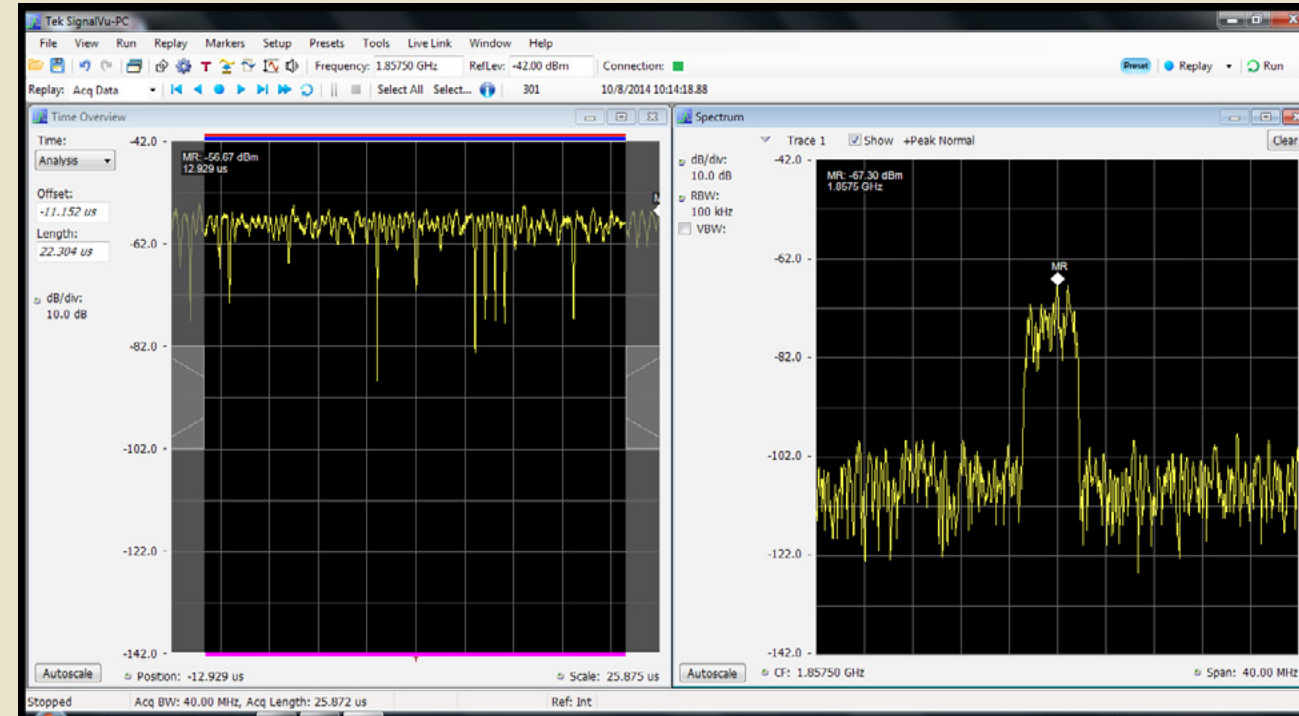 Tek SignalVu-PC
File View Run Replay Markers Setup Presets Tools Live Link Window Help
Frequency: 1.85750 GHz RefLev: -42.00 dBm Connection: Preset Replay Run
Replay: Acq Data Select All Select... 301 10/8/2014 10:14:18.88
Time Overview
Time:
Analysis
Offset:
-11.152 us
Length:
22.304 us
dB/div:
10.0 dB
-42.0
MR: -56.67 dBm
12.929 us
-62.0
-82.0
-102.0
-122.0
-142.0
T
Autoscale Position: -12.929 us Scale: 25.875 us
Spectrum
Trace 1 Show +Peak Normal Clear
dB/div:
10.0 dB
RBW:
100 kHz
VBW:
-42.0
MR: -67.30 dBm
1.8575 GHz
-62.0
MR
-82.0
-102.0
-122.0
-142.0
Autoscale CF: 1.85750 GHz Span: 40.00 MHz
Stopped Acq BW: 40.00 MHz, Acq Length: 25.872 us Ref: Int